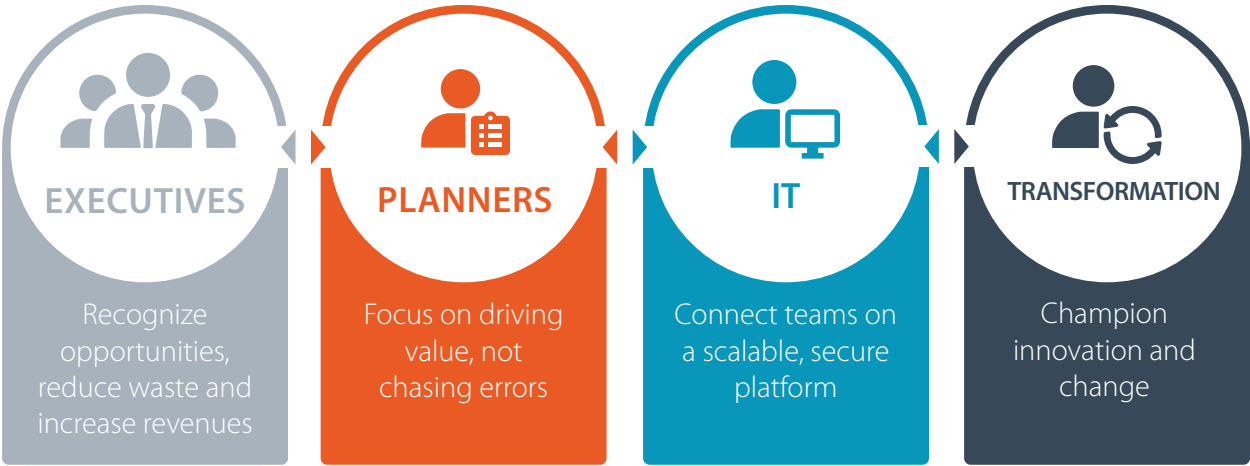 EXECUTIVES
Recognize
opportunities,
reduce waste and
increase revenues
PLANNERS
Focus on driving
value, not
chasing errors
IT
Connect teams on
a scalable, secure
platform
TRANSFORMATION
Champion
innovation and
change